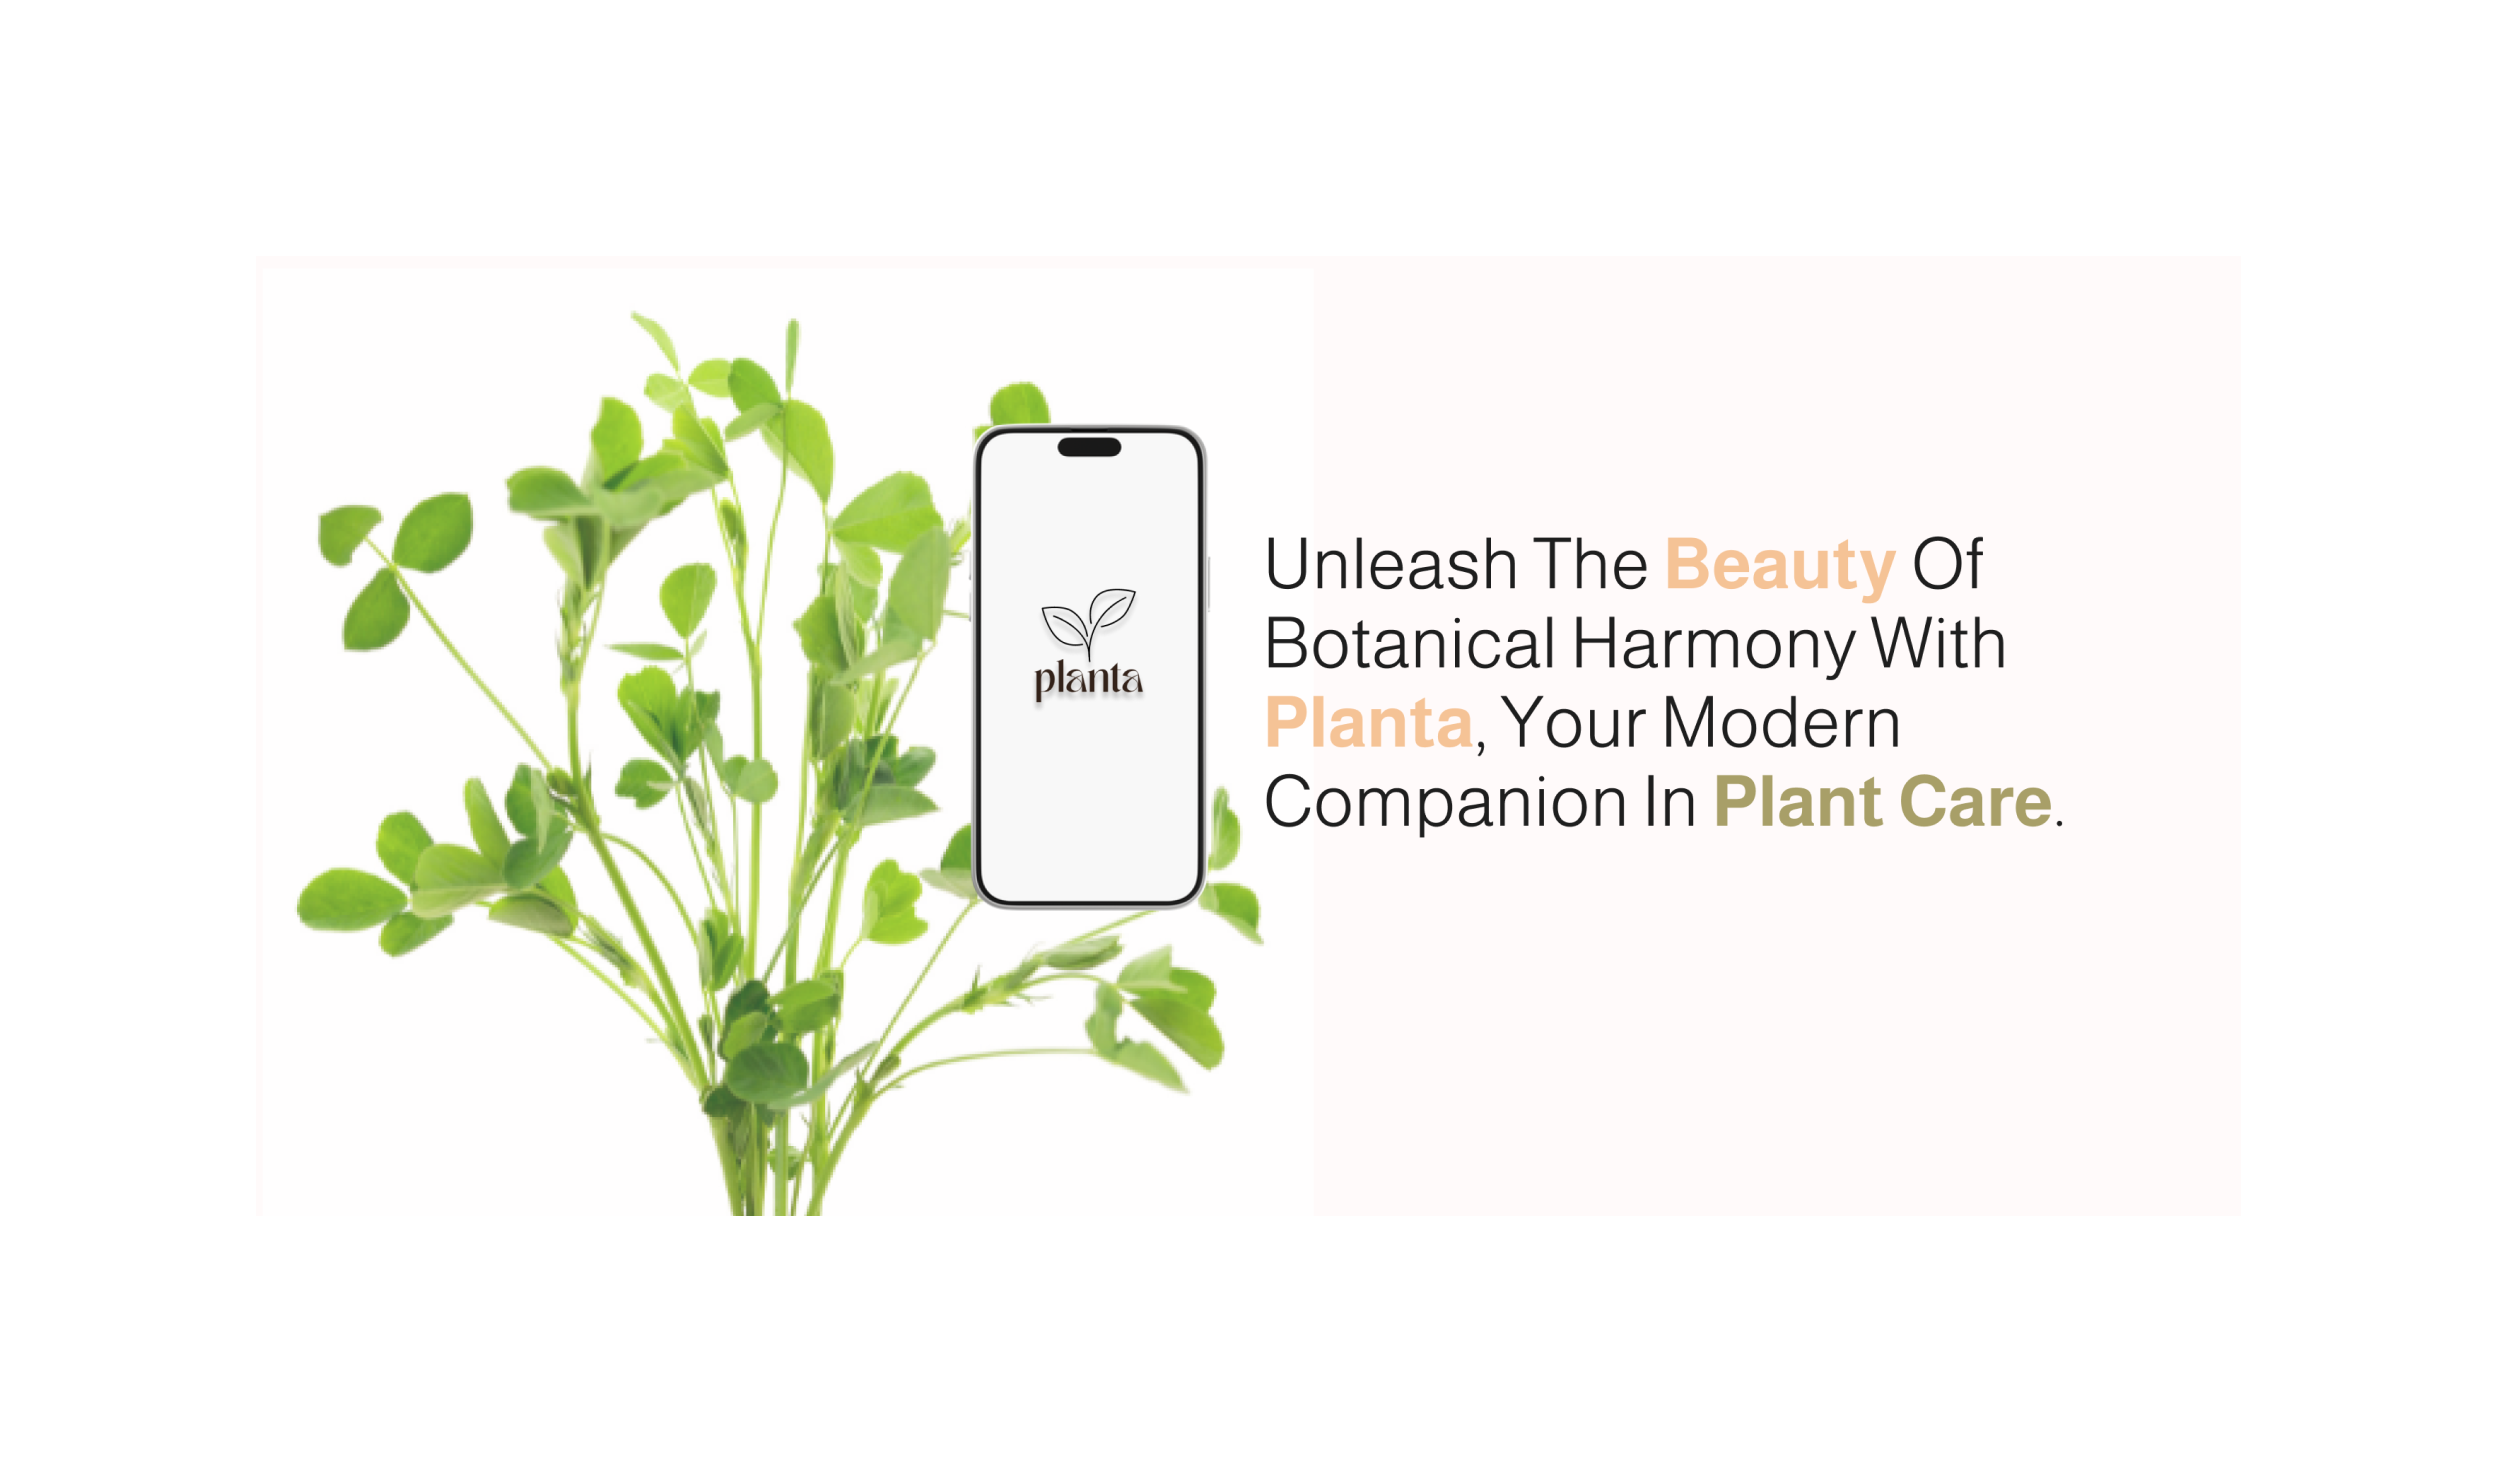 planta
Unleash The Beauty Of
Botanical Harmony With
Planta, Your Modern
Companion In Plant Care.